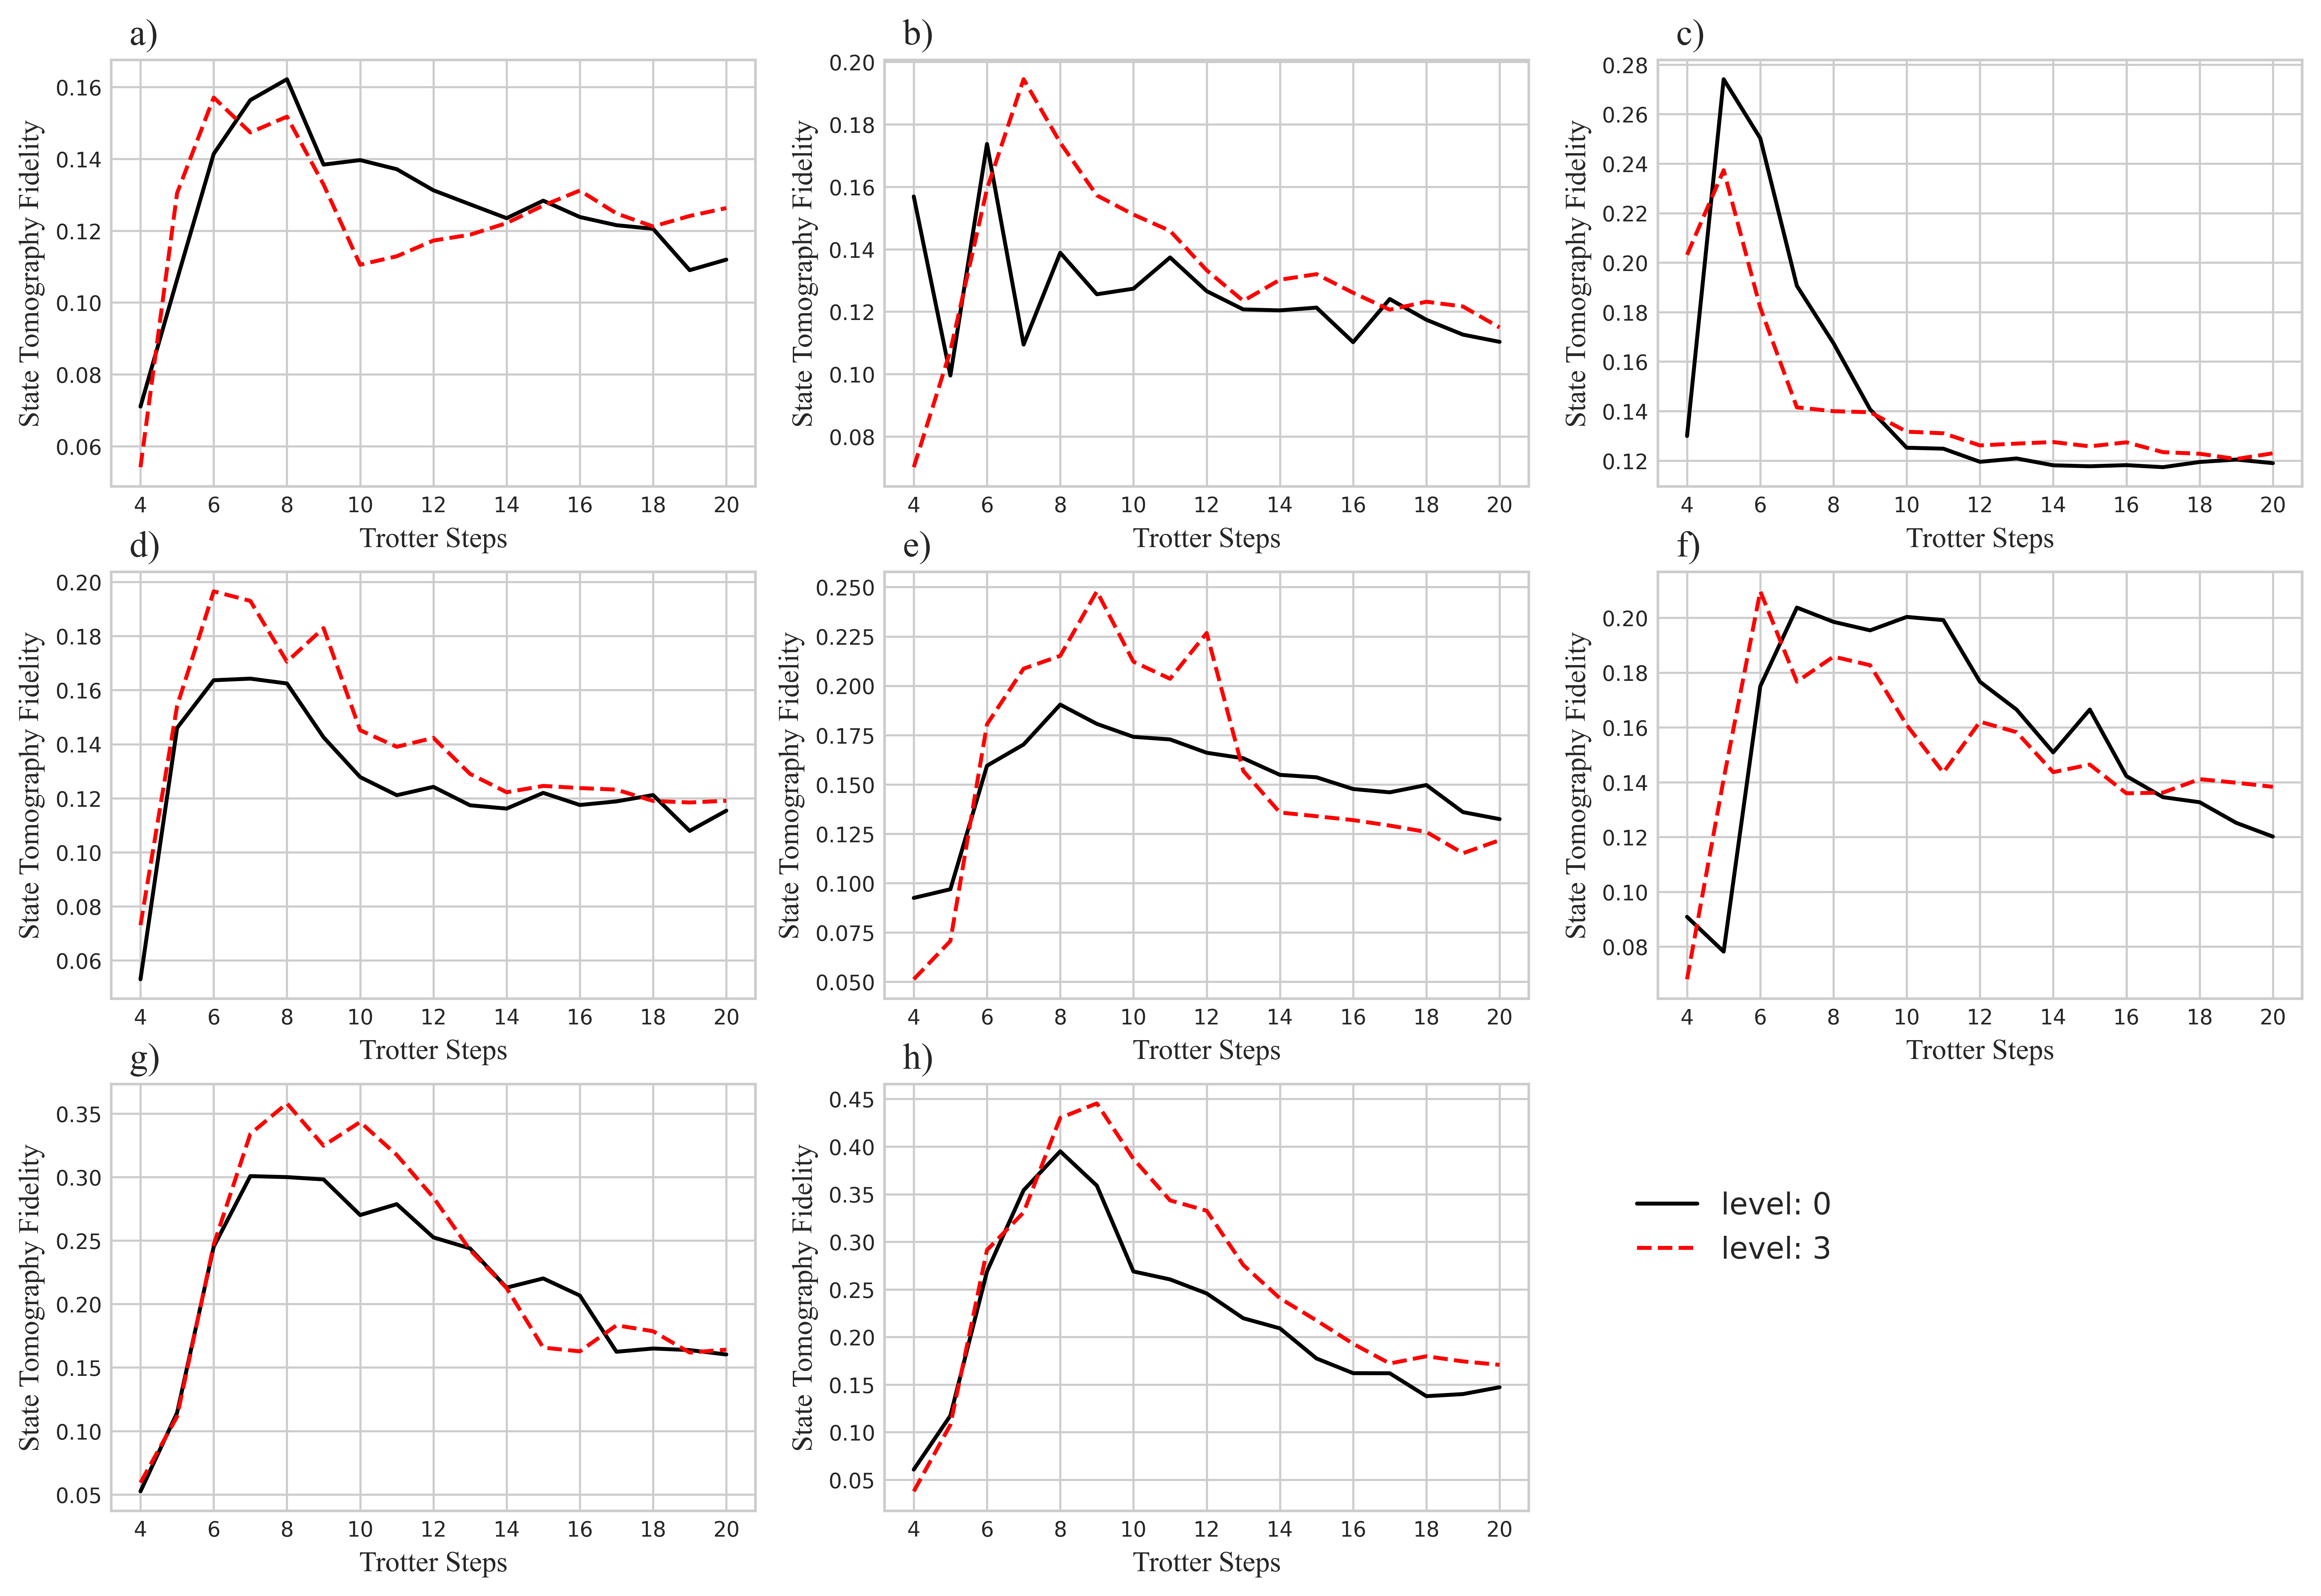 a)
State Tomography Fidelity
0.16
0.14
0.12
0.10
0.08
0.06
4 6 8 10 12 14 16 18 20
Trotter Steps
b)
State Tomography Fidelity
0.20
0.18
0.16
0.14
0.12
0.10
0.08
4 6 8 10 12 14 16 18 20
Trotter Steps
c)
State Tomography Fidelity
0.28
0.26
0.24
0.22
0.20
0.18
0.16
0.14
0.12
4 6 8 10 12 14 16 18 20
Trotter Steps
d)
State Tomography Fidelity
0.20
0.18
0.16
0.14
0.12
0.10
0.08
0.06
4 6 8 10 12 14 16 18 20
Trotter Steps
e)
State Tomography Fidelity
0.250
0.225
0.200
0.175
0.150
0.125
0.100
0.075
0.050
4 6 8 10 12 14 16 18 20
Trotter Steps
f)
State Tomography Fidelity
0.20
0.18
0.16
0.14
0.12
0.10
0.08
4 6 8 10 12 14 16 18 20
Trotter Steps
g)
State Tomography Fidelity
0.35
0.30
0.25
0.20
0.15
0.10
0.05
4 6 8 10 12 14 16 18 20
Trotter Steps
h)
State Tomography Fidelity
0.45
0.40
0.35
0.30
0.25
0.20
0.15
0.10
0.05
4 6 8 10 12 14 16 18 20
Trotter Steps
level: 0
level: 3